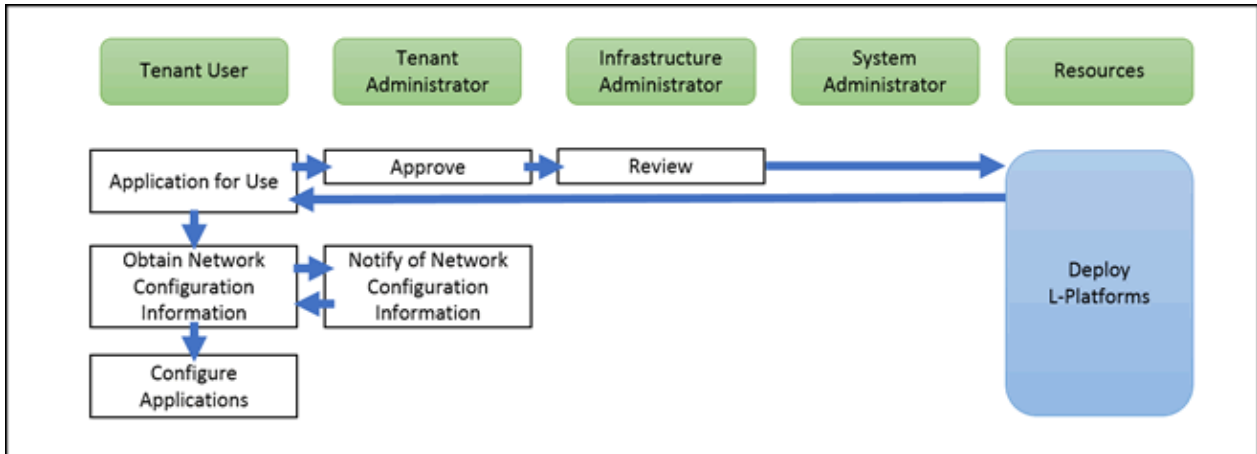 Tenant User
Tenant
Administrator
Infrastructure
Administrator
System
Administrator
Resources
Application for Use
Approve
Review
Obtain Network
Configuration
Information
Notify of Network
Configuration
Information
Deploy
L-Platforms
Configure
Applications